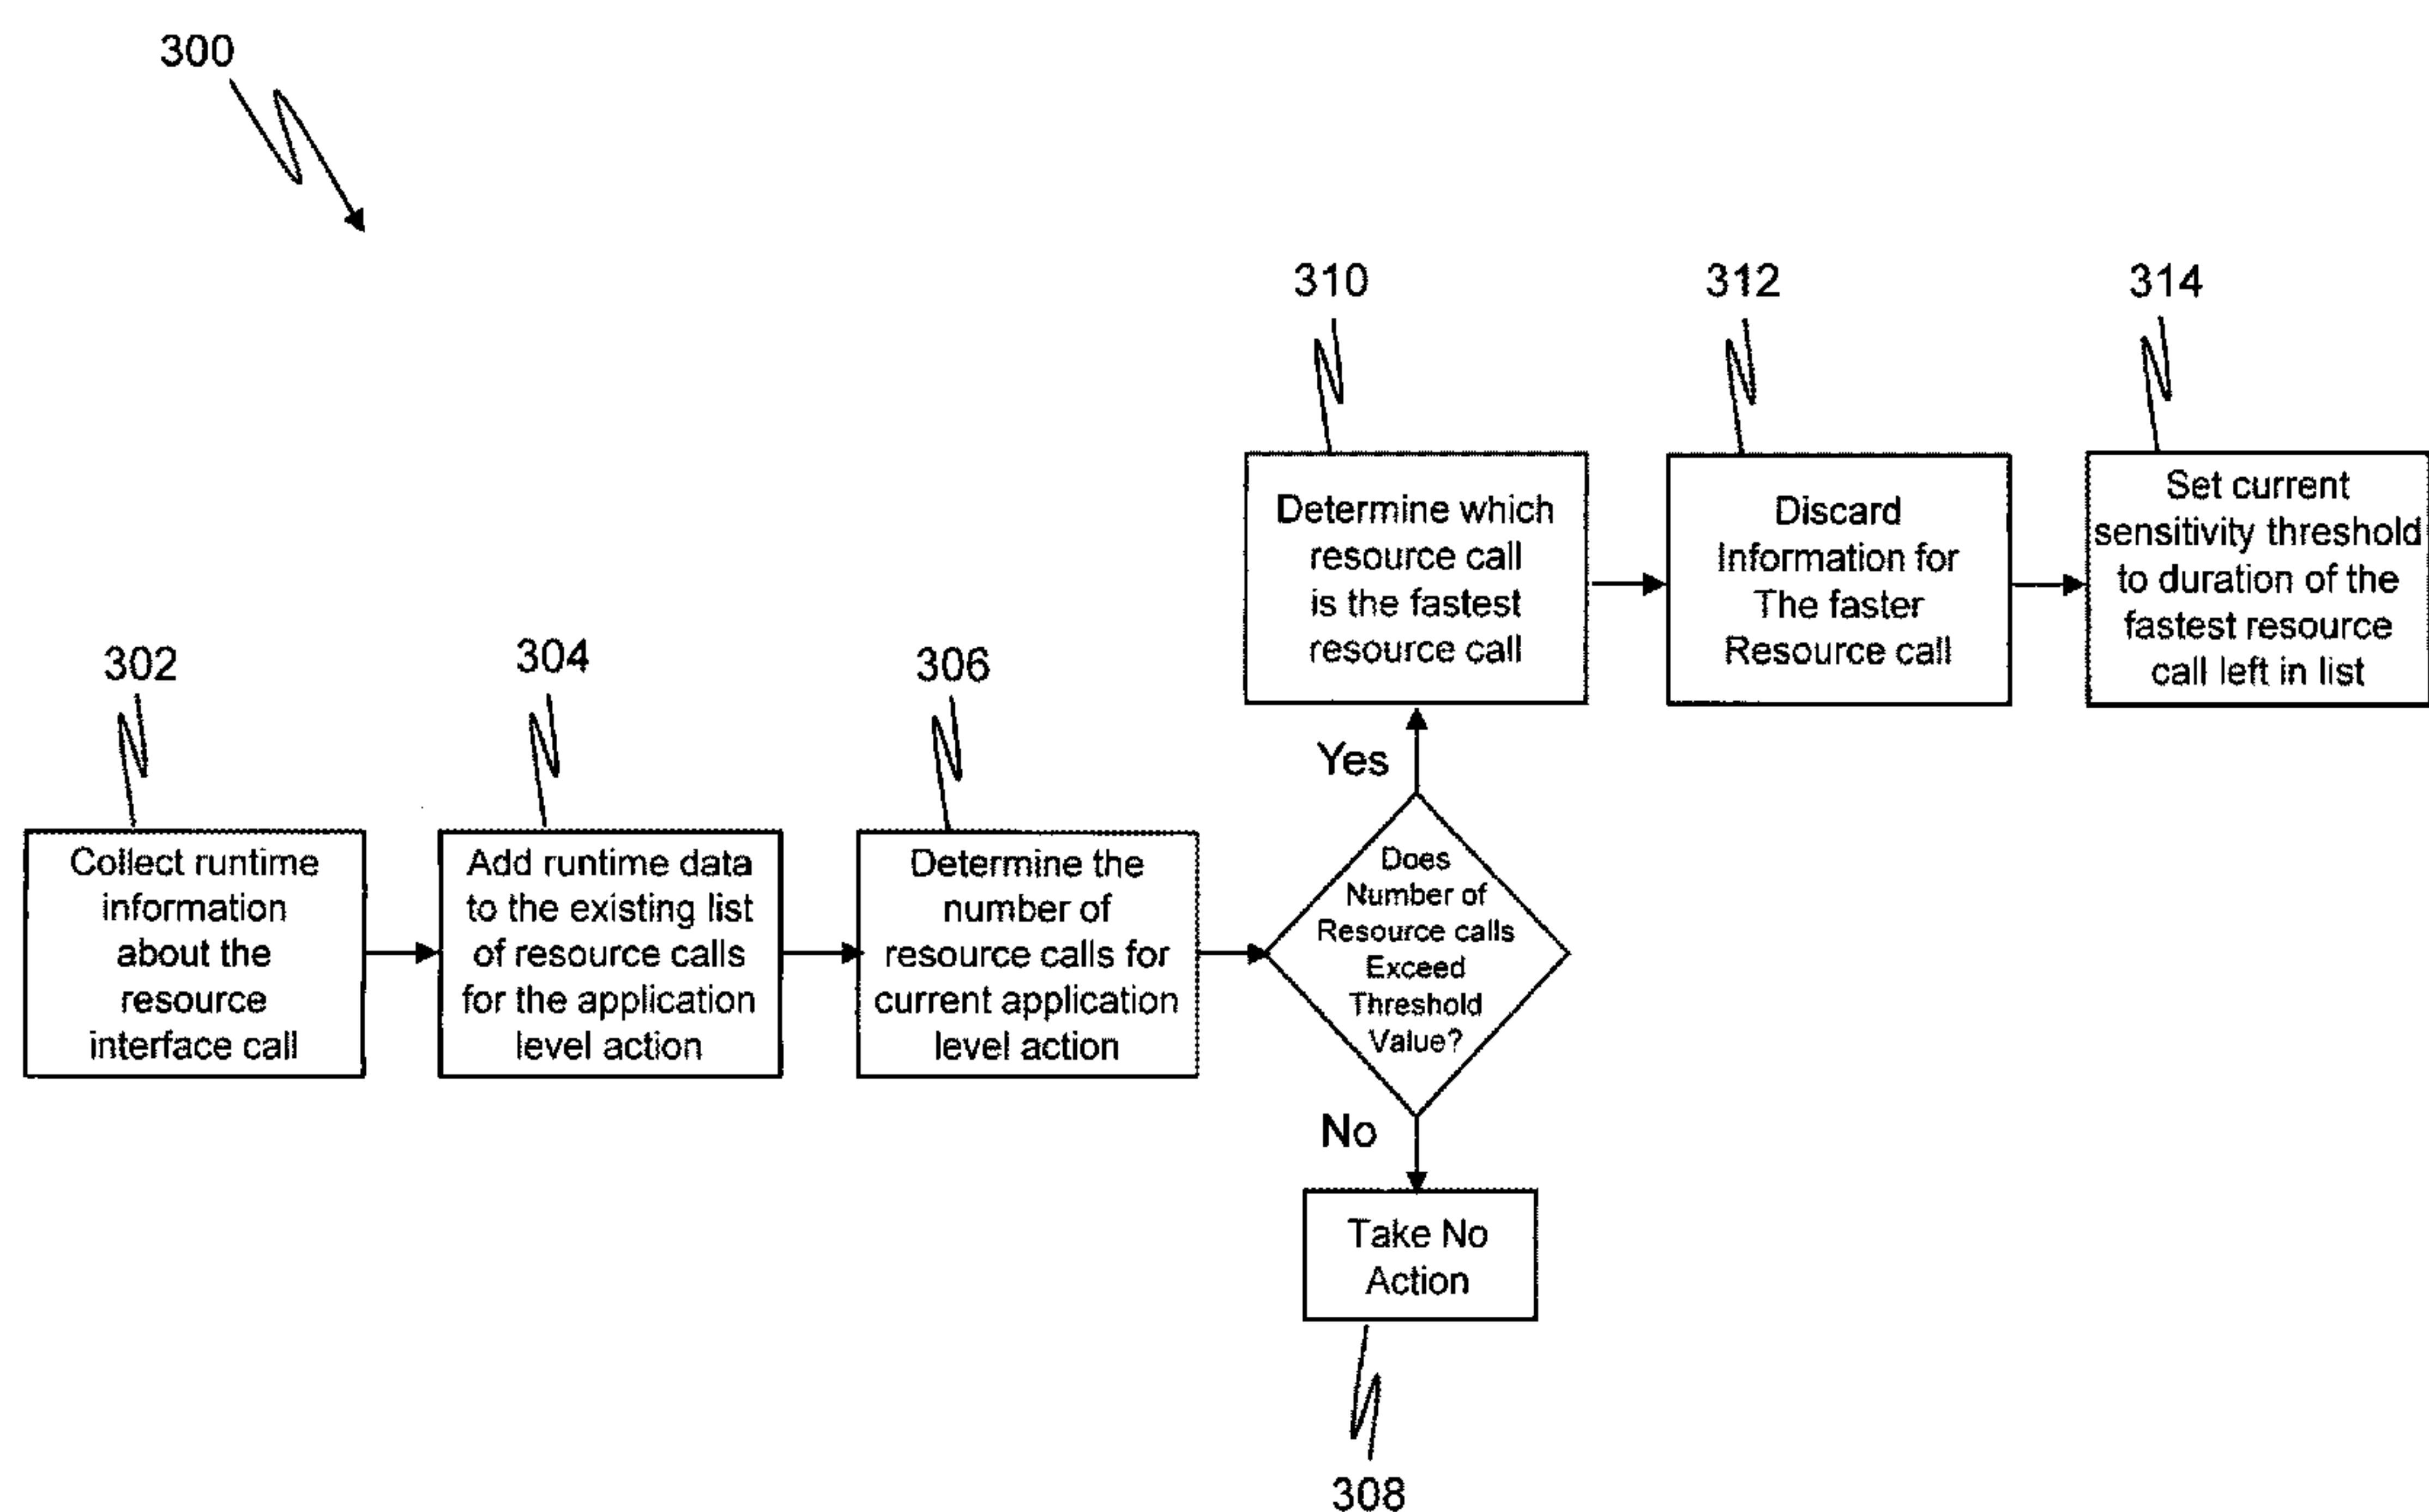 300
310
312
314
Determine which
resource call
is the fastest
resource call
Discard
Information for
The faster
Resource call
Set current
sensitivity threshold
to duration of the
fastest resource
call left in list
302
304
306
Yes
Collect runtime
information
about the
resource
interface call
Add runtime data
to the existing list
of resource calls
for the application
level action
Determine the
number of
resource calls for
current application
level action
Does
Number of
Resource calls
Exceed
Threshold
Value?
No
Take No
Action
308